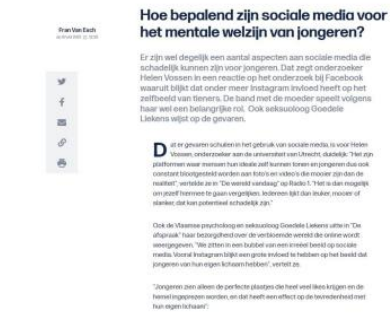 Hoe bepalend zijn sociale media voor
het mentale welzijn van jongeren?
Fran Van Esch
Er zijn wel degelijk een aantal aspecten aan sociale media die
schadelijk kunnen zijn voor jongeren. Dat zegt onderzoeker
Helen Vossen in een reactie op het onderzoek bij Facebook
waaruit blijkt dat onder meer Instagram invloed heeft op het
zelfbeeld van tieners. De band met de moeder speelt volgens
haar wel een belangrijke rol. Ook seksuoloog Goedele
Liekens wijst op de gevaren.
Dat er gevaren schuilen in het gebruik van sociale media, is voor Helen
Vossen, onderzoeker aan de universiteit van Utrecht, duidelijk: "Het zijn
platformen waar mensen hun ideale zelf kunnen tonen en jongeren dus ook
constant blootgesteld worden aan foto's en video's die mooier zijn dan de
realiteit", vertelde ze in "De wereld vandaag" op Radio 1. "Het is dan mogelijk
om jezelf hiermee te gaan vergelijken. Iedereen lijkt dan leuker, mooier of
slanker, dat kan potentieel schadelijk zijn."
Ook de Vlaamse psycholoog en seksuoloog Goedele Liekens uitte in "De
afspraak" haar bezorgdheid over de verbloemende wereld die online wordt
weergegeven. "We zitten in een bubbel van een irreëel beeld op sociale
media. Vooral Instagram blijkt een grote invloed te hebben op het beeld dat
jongeren van hun eigen lichaam hebben", vertelt ze.
"Jongeren zien alleen de perfecte plaatjes die heel veel likes krijgen en de
hemel ingeprezen worden, en dat heeft een effect op de tevredenheid met
hun eigen lichaam":